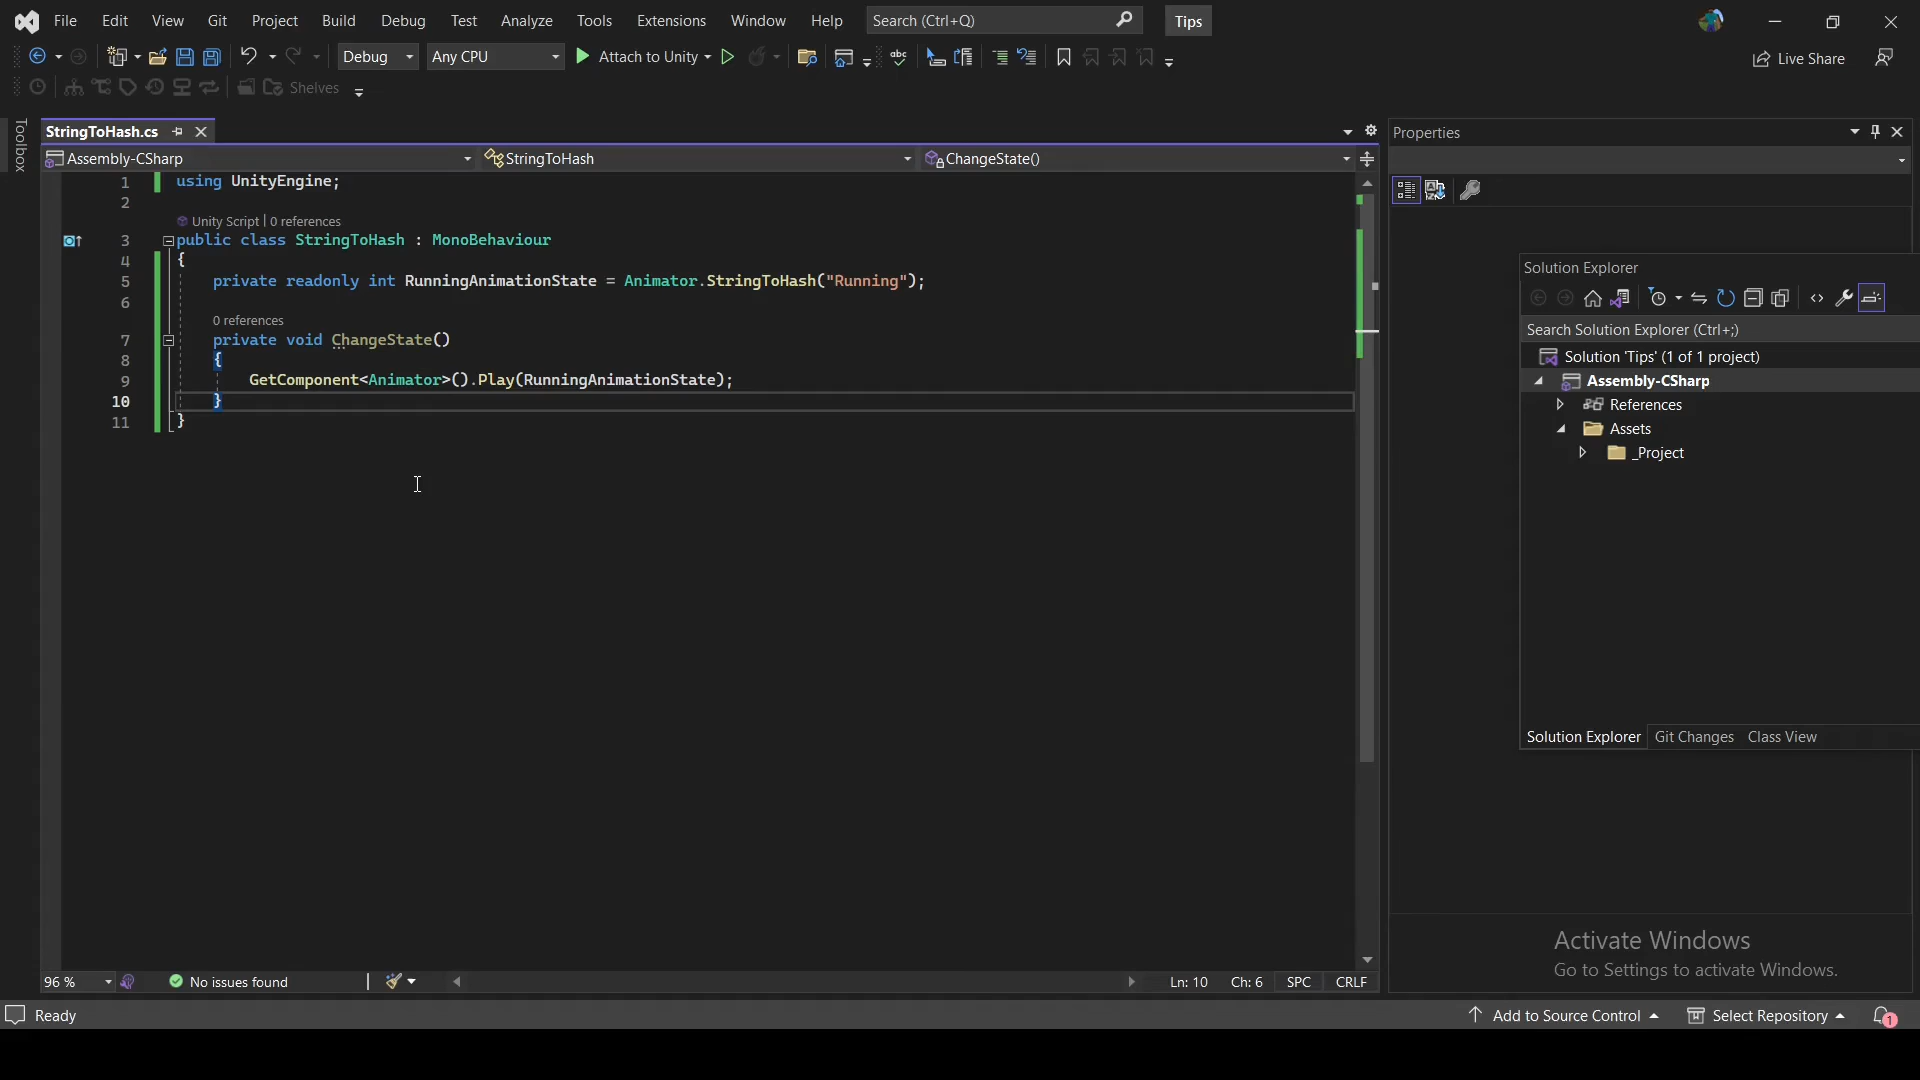 File Edit View Git Project Build Debug Test Analyze Tools Extensions Window Help Search (Ctrl+Q) Tips
Debug Any CPU Attach to Unity abc Live Share
Shelves
Toolbox
StringToHash.cs
Assembly-CSharp StringToHash ChangeState()
1 using UnityEngine;
2
Unity Script | 0 references
3 public class StringToHash : MonoBehaviour
4 {
5 private readonly int RunningAnimationState = Animator.StringToHash("Running");
6
0 references
7 private void ChangeState()
8 {
9 GetComponent<Animator>().Play(RunningAnimationState);
10 }
11 }
96 % No issues found Ln: 10 Ch: 6 SPC CRLF
Properties
Solution Explorer
Search Solution Explorer (Ctrl+;)
Solution 'Tips' (1 of 1 project)
Assembly-CSharp
References
Assets
_Project
Solution Explorer Git Changes Class View
Activate Windows
Go to Settings to activate Windows.
Ready Add to Source Control Select Repository 1